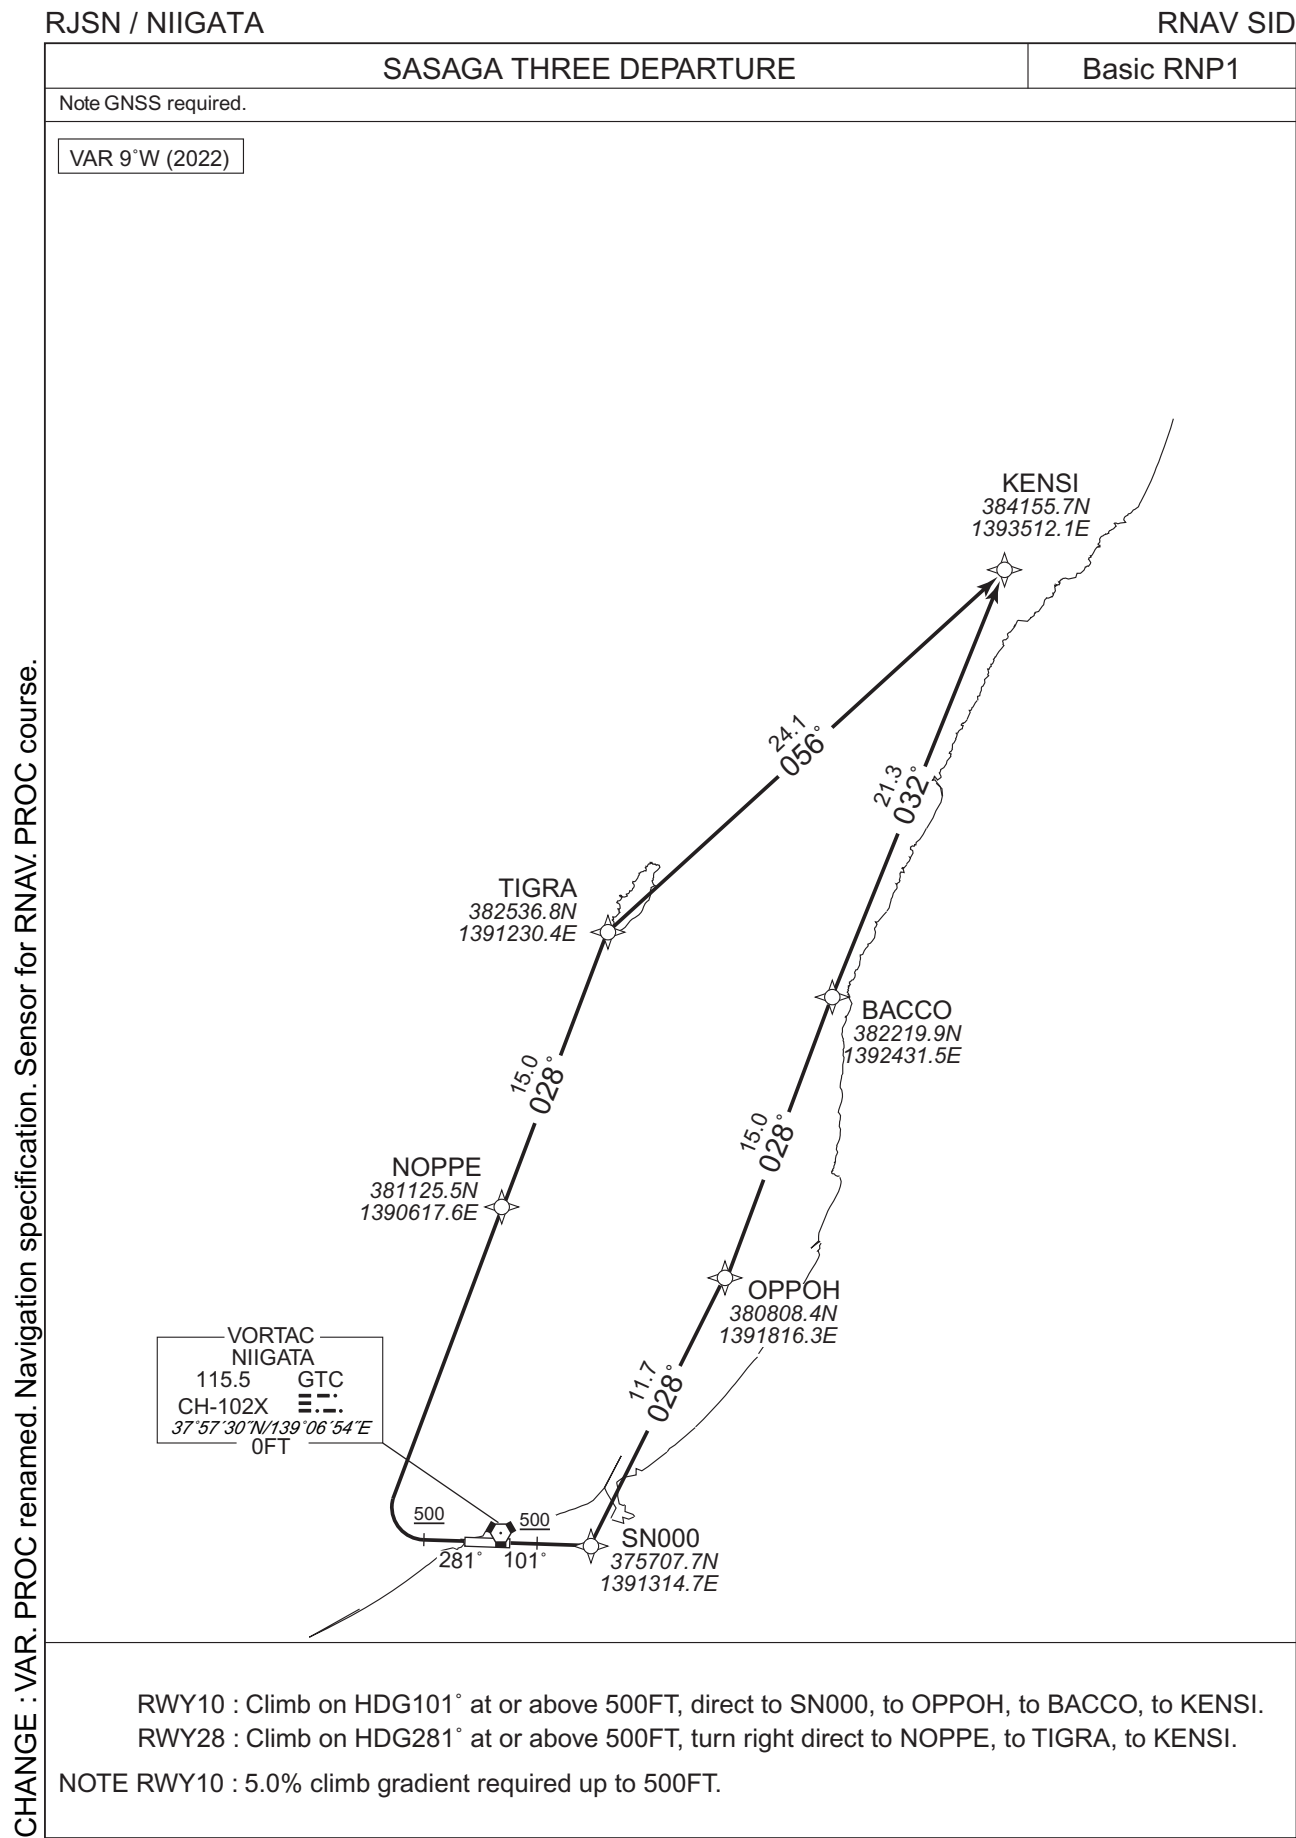 RJSN / NIIGATA
RNAV SID
SASAGA THREE DEPARTURE
Basic RNP1
Note GNSS required.
VAR 9˚W (2022)
KENSI
384155.7N
1393512.1E
24.1
056˚
21.3
032˚
TIGRA
382536.8N
1391230.4E
BACCO
382219.9N
1392431.5E
15.0
028˚
15.0
028˚
NOPPE
381125.5N
1390617.6E
OPPOH
380808.4N
1391816.3E
VORTAC
NIIGATA
115.5 GTC
CH-102X
37˚57´30˝N/139˚06´54˝E
0FT
11.7
028˚
500
500
281˚
101˚
SN000
375707.7N
1391314.7E
RWY10 : Climb on HDG101˚ at or above 500FT, direct to SN000, to OPPOH, to BACCO, to KENSI.
RWY28 : Climb on HDG281˚ at or above 500FT, turn right direct to NOPPE, to TIGRA, to KENSI.
NOTE RWY10 : 5.0% climb gradient required up to 500FT.
CHANGE : VAR. PROC renamed. Navigation specification. Sensor for RNAV. PROC course.